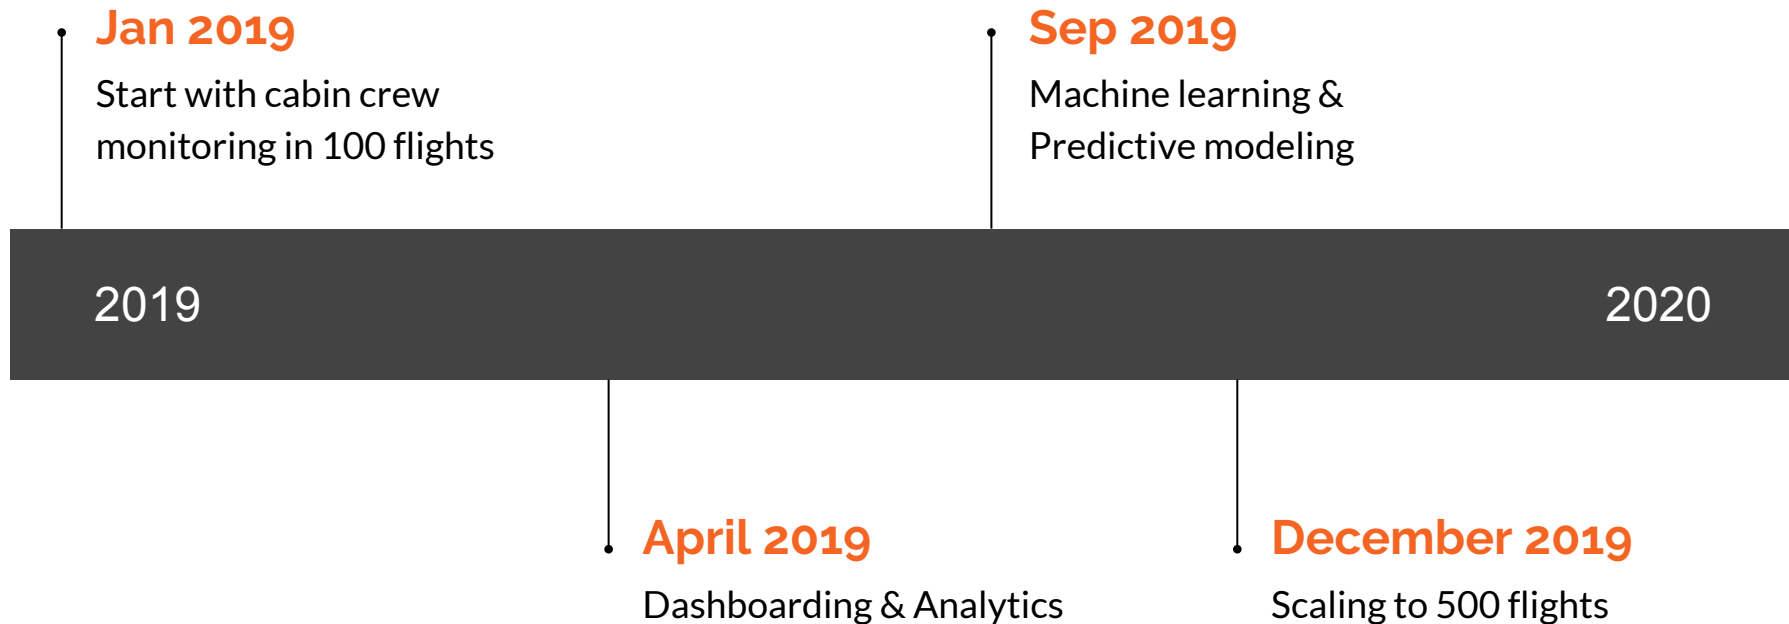 Jan 2019
Start with cabin crew
monitoring in 100 flights
Sep 2019
Machine learning &
Predictive modeling
2019
2020
April 2019
Dashboarding & Analytics
December 2019
Scaling to 500 flights